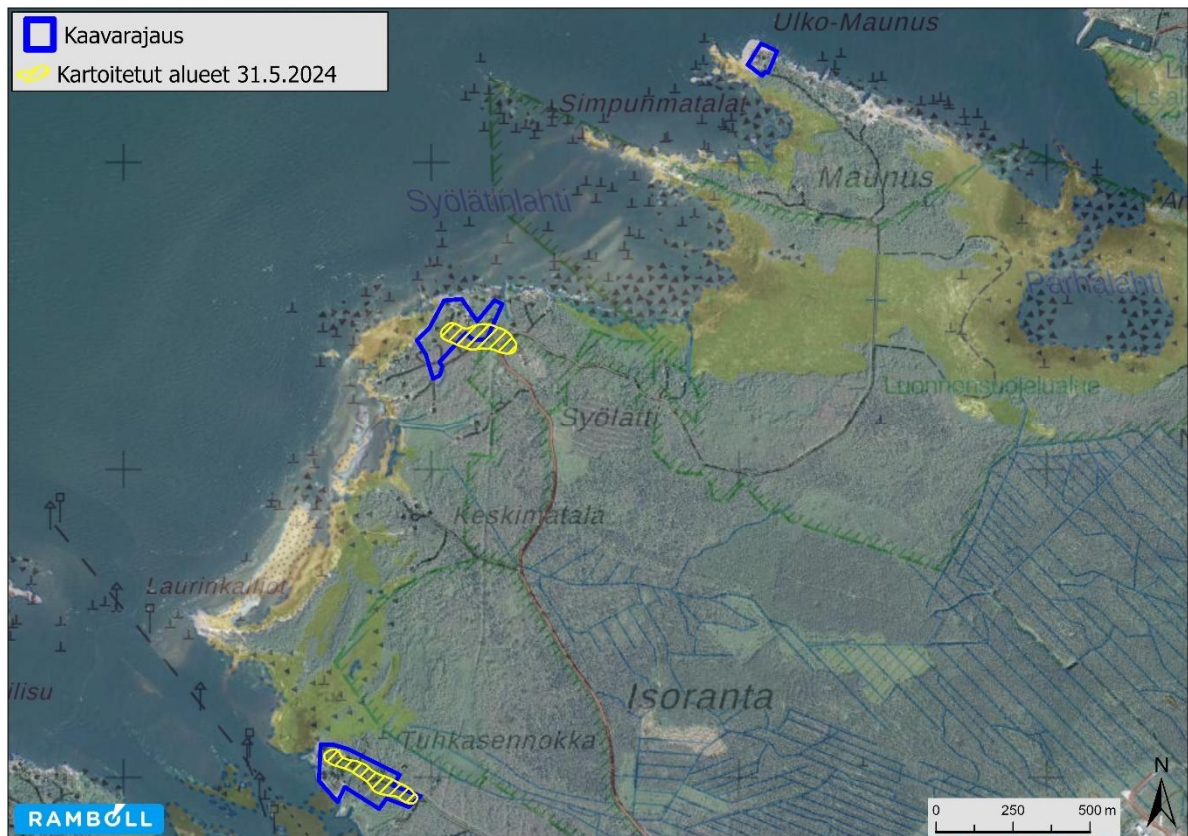 Kaavarajaus
Kartoitetut alueet 31.5.2024
Ulko-Maunus
Simpunmatalat
Maunus
Syölätinlahti
Parhalahti
Luonnonsuojelualue
Syölätti
Keskimatala
Laurinkalliot
Isoranta
Tuhkasennokka
RAMBOLL
N
0 250 500 m